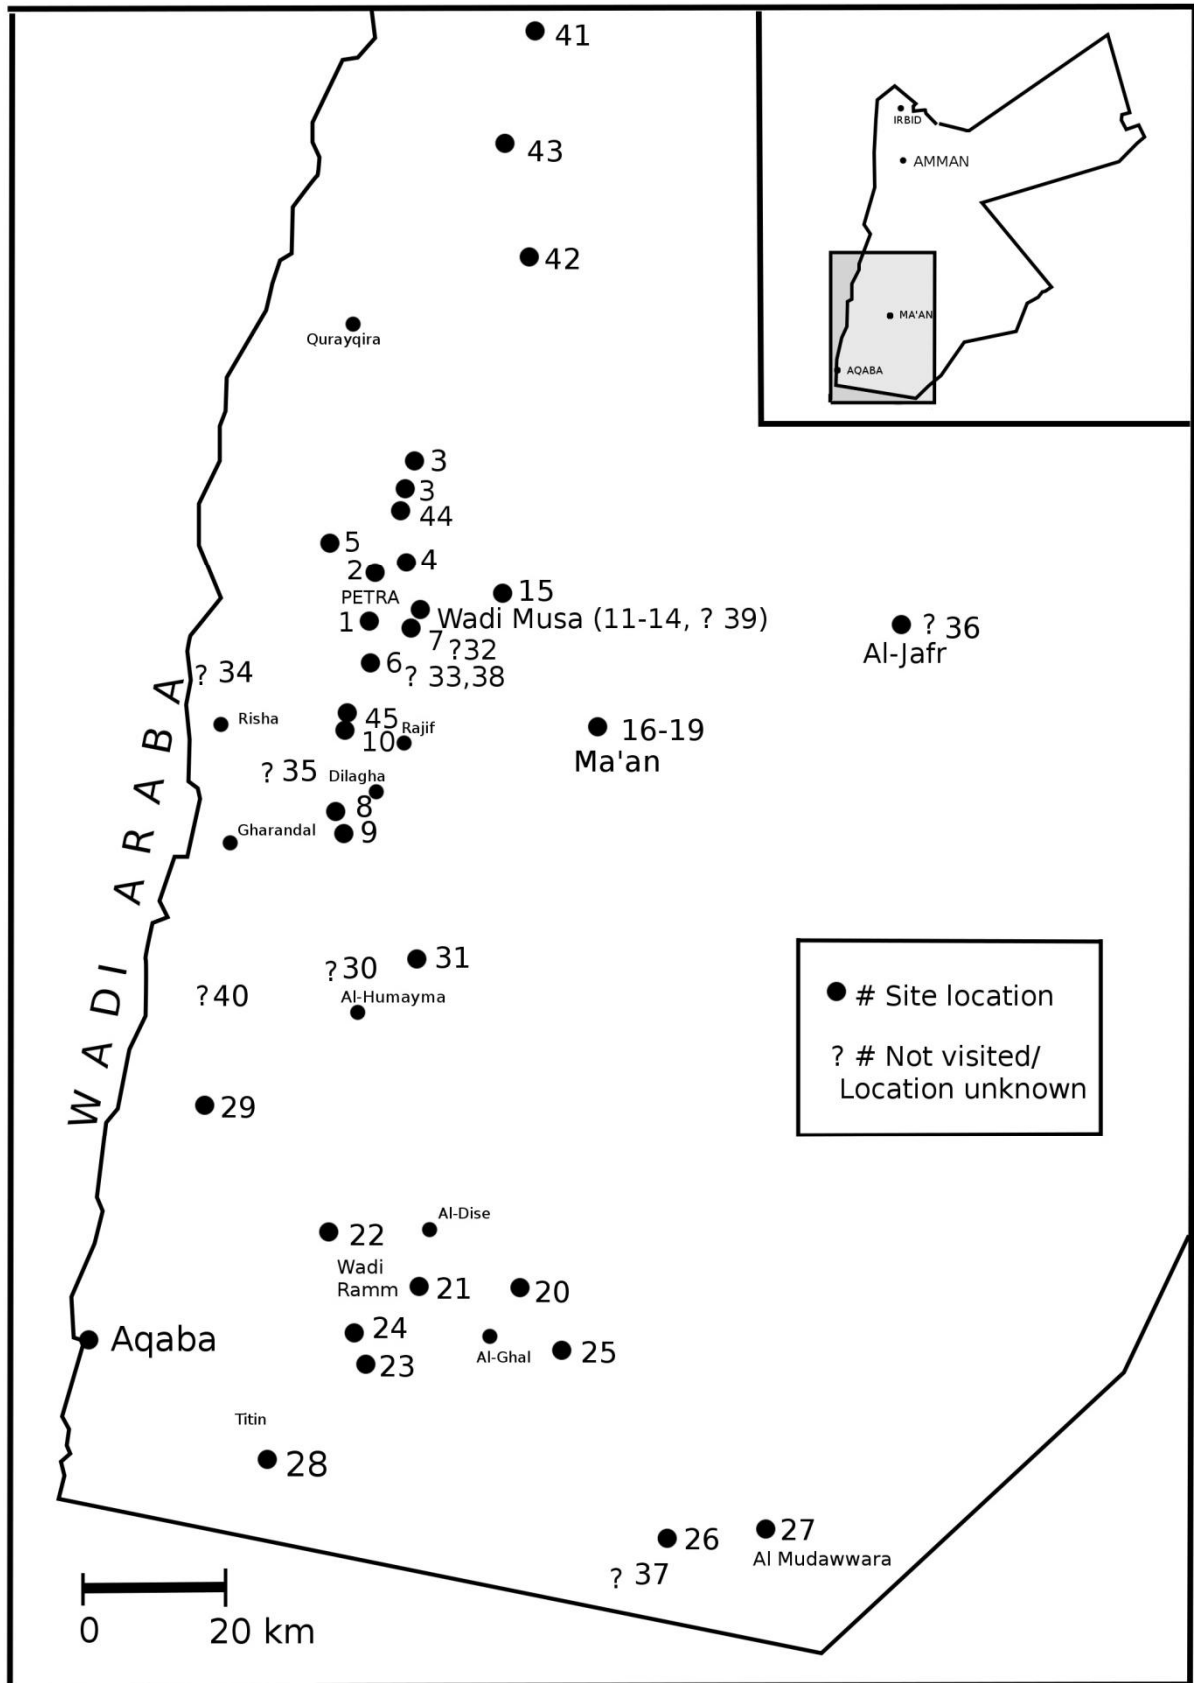 41
43
42
Qurayqira
IRBID
AMMAN
MA'AN
AQABA
3
3
44
5
4
2
PETRA
15
1
Wadi Musa (11-14, ? 39)
7
?32
6
? 33,38
? 36
Al-Jafr
? 34
Risha
45
Rajif
10
16-19
Ma'an
? 35
Dilagha
8
9
Gharandal
WADI ARABA
31
?30
Al-Humayma
?40
29
# Site location
? # Not visited/
Location unknown
Al-Dise
22
Wadi
Ramm
21
20
24
23
Al-Ghal
25
Aqaba
Titin
28
26
27
Al Mudawwara
? 37
0
20 km